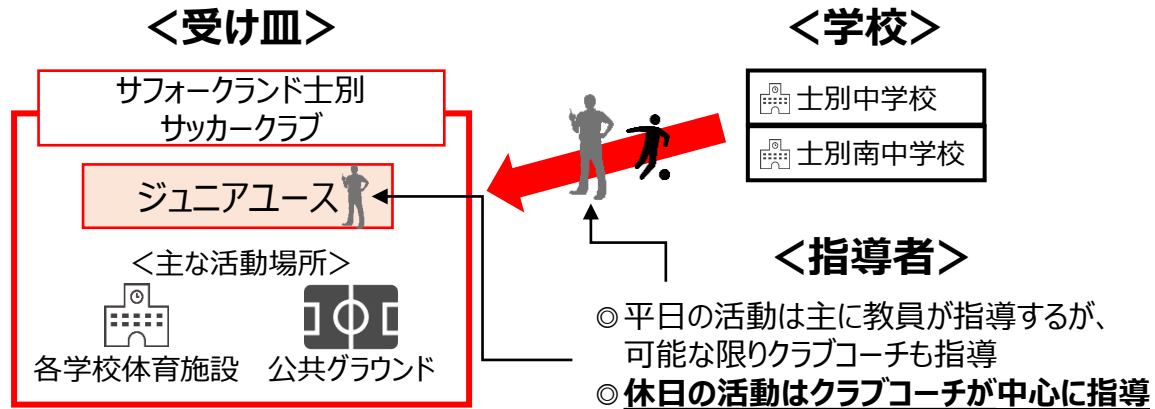 ＜受け皿＞
サフォークランド士別
サッカークラブ
ジュニアユース
＜主な活動場所＞
各学校体育施設
公共グラウンド
＜学校＞
士別中学校
士別南中学校
＜指導者＞
◎平日の活動は主に教員が指導するが、
可能な限りクラブコーチも指導
◎休日の活動はクラブコーチが中心に指導